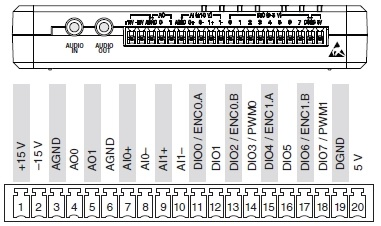 AUDIO IN
AUDIO OUT
+15 V
–15 V
AGND
AO0
AO1
AGND
AI0+
AI0–
AI1+
AI1–
DIO0 / ENC0.A
DIO1
DIO2 / ENC0.B
DIO3 / PWM0
DIO4 / ENC1.A
DIO5
DIO6 / ENC1.B
DIO7 / PWM1
DGND
5 V
1 2 3 4 5 6 7 8 9 10 11 12 13 14 15 16 17 18 19 20